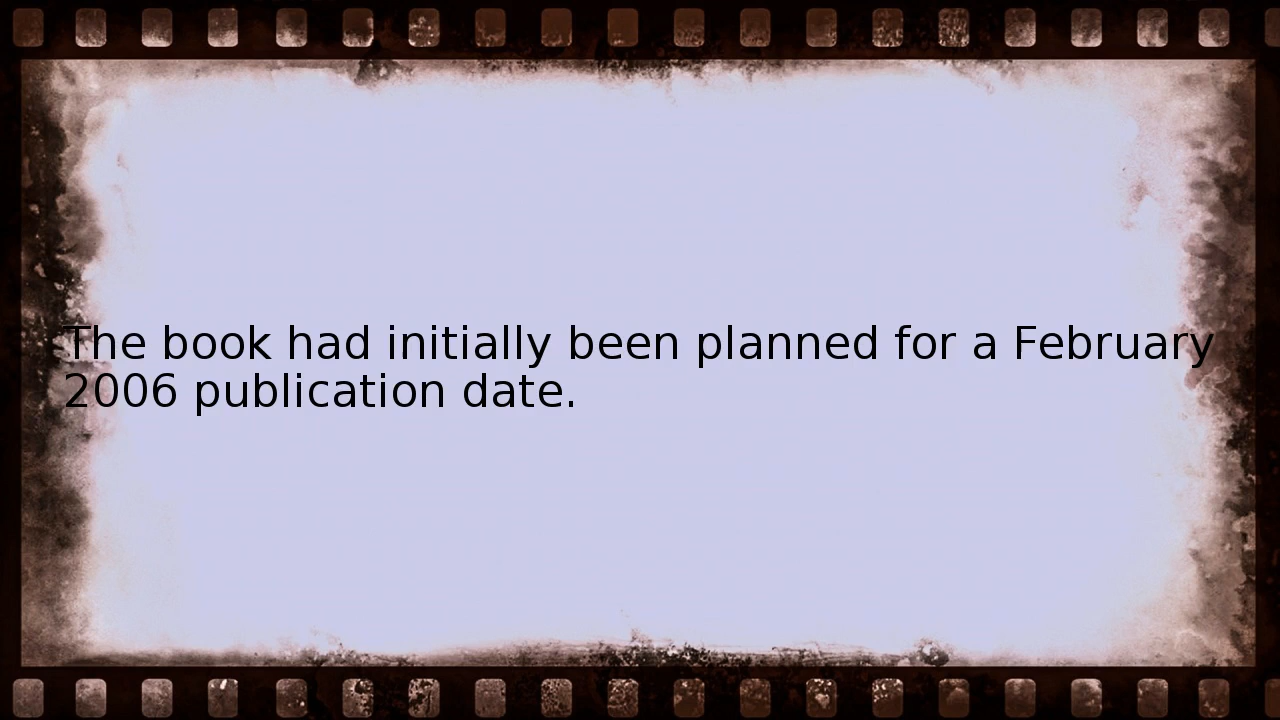 The book had initially been planned for a February
2006 publication date.